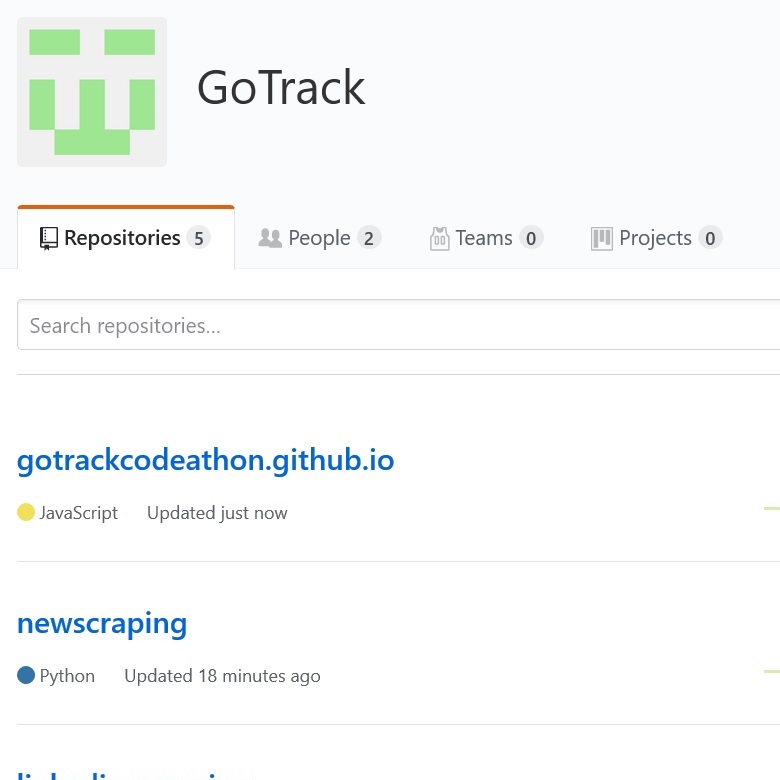 GoTrack
Repositories 5 People 2 Teams 0 Projects 0
Search repositories...
gotrackcodeathon.github.io
JavaScript Updated just now
newscraping
Python Updated 18 minutes ago